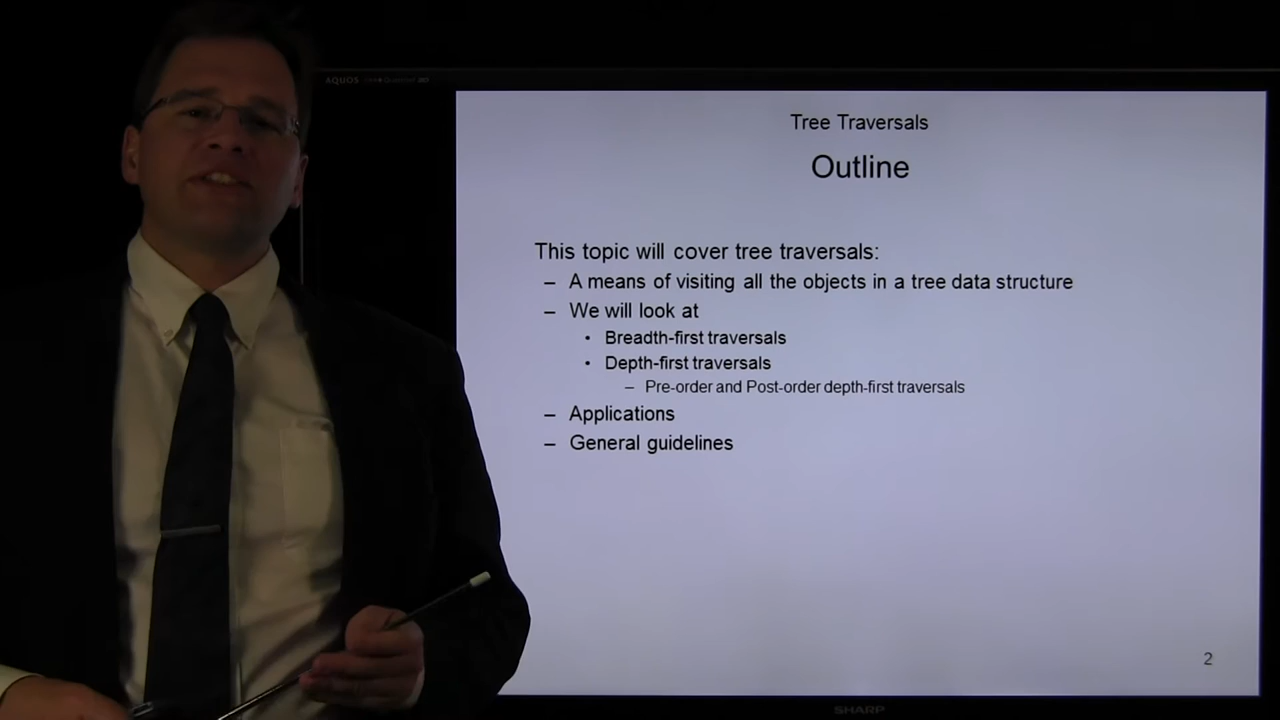 AQUOS
Tree Traversals
Outline
This topic will cover tree traversals:
– A means of visiting all the objects in a tree data structure
– We will look at
• Breadth-first traversals
• Depth-first traversals
– Pre-order and Post-order depth-first traversals
– Applications
– General guidelines
2
SHARP